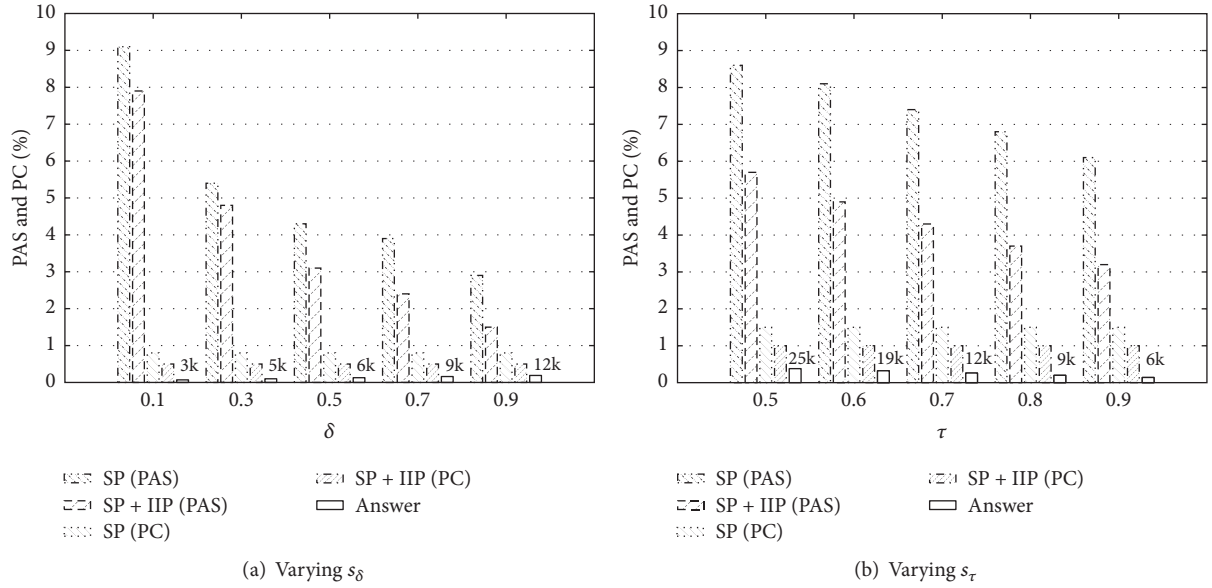 10
9
8
7
6
5
4
3
2
1
0
PAS and PC (%)
3k
5k
6k
9k
12k
0.1 0.3 0.5 0.7 0.9
δ
SP (PAS)
SP + IIP (PAS)
SP (PC)
SP + IIP (PC)
Answer
(a) Varying sδ
10
9
8
7
6
5
4
3
2
1
0
PAS and PC (%)
25k
19k
12k
9k
6k
0.5 0.6 0.7 0.8 0.9
τ
SP (PAS)
SP + IIP (PAS)
SP (PC)
SP + IIP (PC)
Answer
(b) Varying sτ